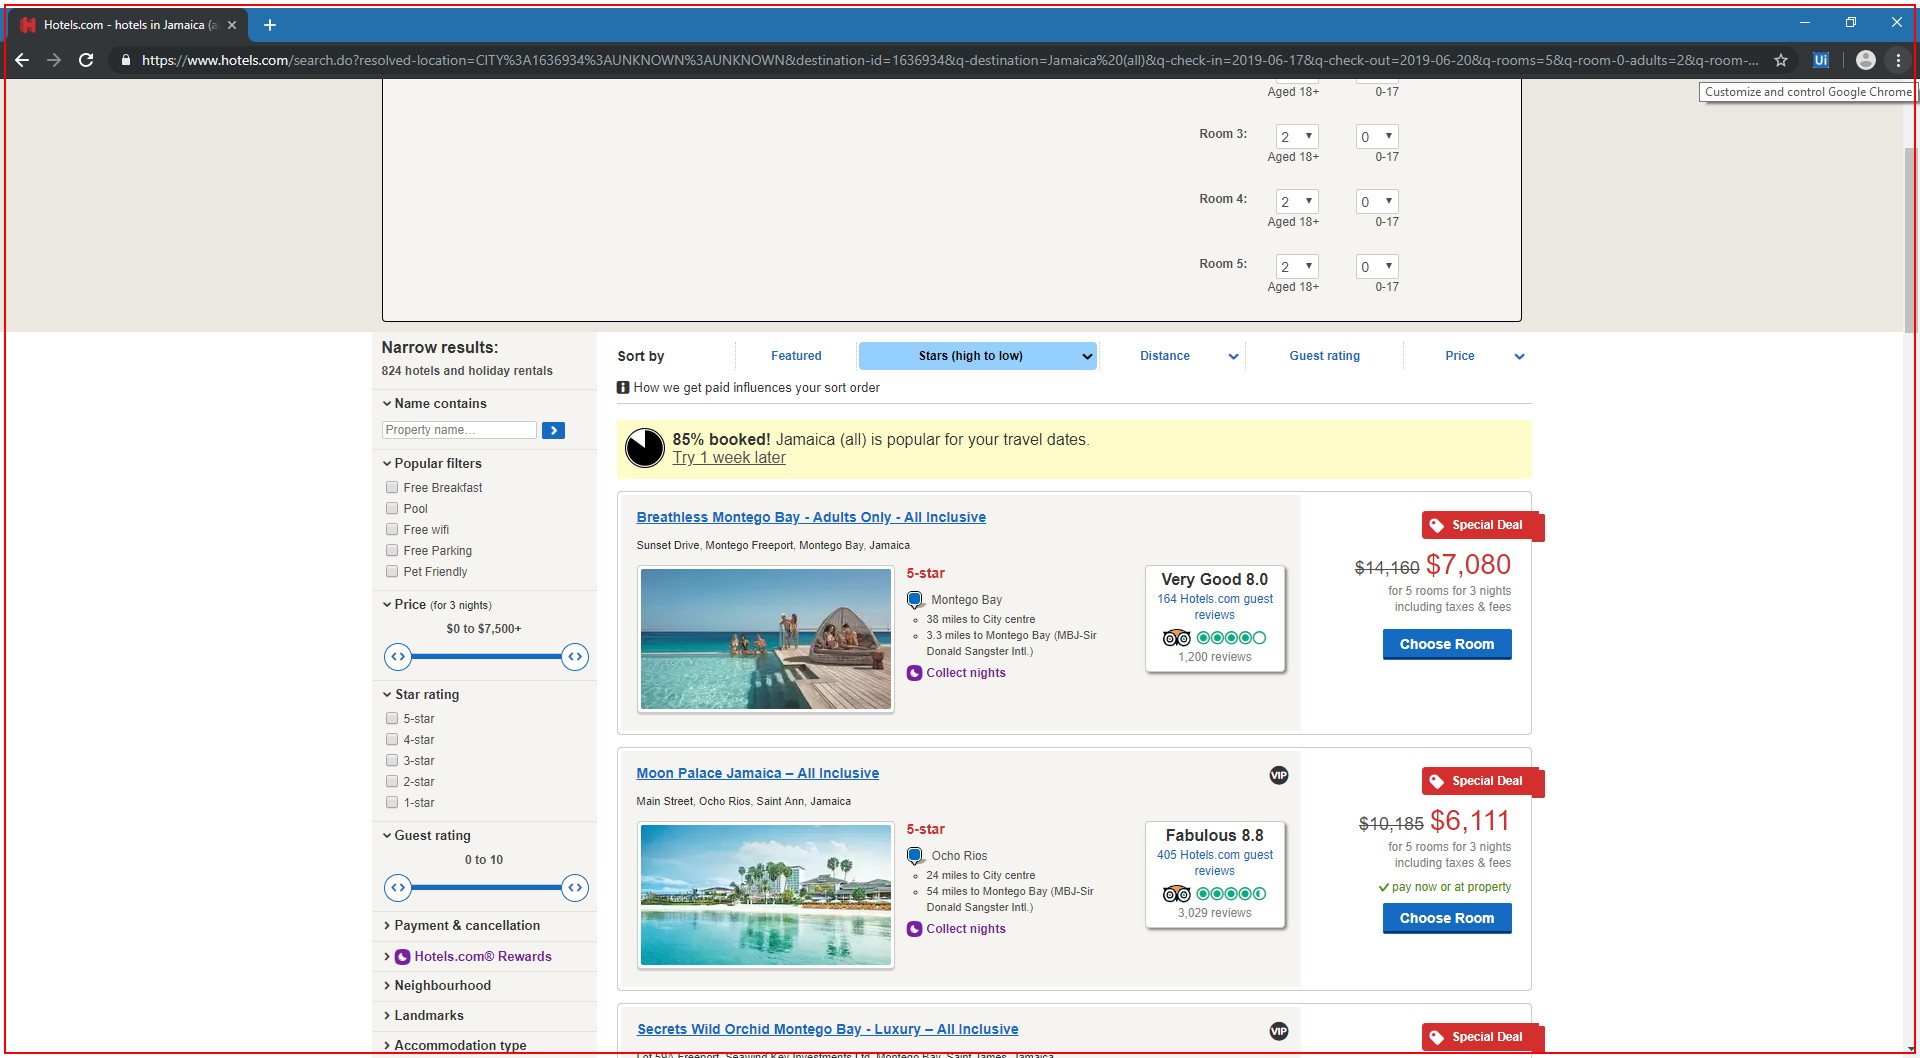 Hotels.com - hotels in Jamaica (a
https://www.hotels.com/search.do?resolved-location=CITY%3A1636934%3AUNKNOWN%3AUNKNOWN&destination-id=1636934&q-destination=Jamaica%20(all)&q-check-in=2019-06-17&q-check-out=2019-06-20&q-rooms=5&q-room-0-adults=2&q-room-...
Ui
Customize and control Google Chrome
Aged 18+ 0-17
Room 3: 2 0
Aged 18+ 0-17
Room 4: 2 0
Aged 18+ 0-17
Room 5: 2 0
Aged 18+ 0-17
Narrow results:
824 hotels and holiday rentals
Name contains
Property name...
Popular filters
Free Breakfast
Pool
Free wifi
Free Parking
Pet Friendly
Price (for 3 nights)
$0 to $7,500+
Star rating
5-star
4-star
3-star
2-star
1-star
Guest rating
0 to 10
Payment & cancellation
Hotels.com® Rewards
Neighbourhood
Landmarks
Accommodation type
Sort by Featured Stars (high to low) Distance Guest rating Price
How we get paid influences your sort order
85% booked! Jamaica (all) is popular for your travel dates.
Try 1 week later
Breathless Montego Bay - Adults Only - All Inclusive
Sunset Drive, Montego Freeport, Montego Bay, Jamaica
5-star
Montego Bay
38 miles to City centre
3.3 miles to Montego Bay (MBJ-Sir
Donald Sangster Intl.)
Collect nights
Very Good 8.0
164 Hotels.com guest
reviews
1,200 reviews
Special Deal
$14,160 $7,080
for 5 rooms for 3 nights
including taxes & fees
Choose Room
Moon Palace Jamaica – All Inclusive
VIP
Main Street, Ocho Rios, Saint Ann, Jamaica
5-star
Ocho Rios
24 miles to City centre
54 miles to Montego Bay (MBJ-Sir
Donald Sangster Intl.)
Collect nights
Fabulous 8.8
405 Hotels.com guest
reviews
3,029 reviews
Special Deal
$10,185 $6,111
for 5 rooms for 3 nights
including taxes & fees
pay now or at property
Choose Room
Secrets Wild Orchid Montego Bay - Luxury – All Inclusive
VIP
Special Deal
Lot 59A Freeport, Seawind Key Investments Ltd, Montego Bay, Saint James, Jamaica